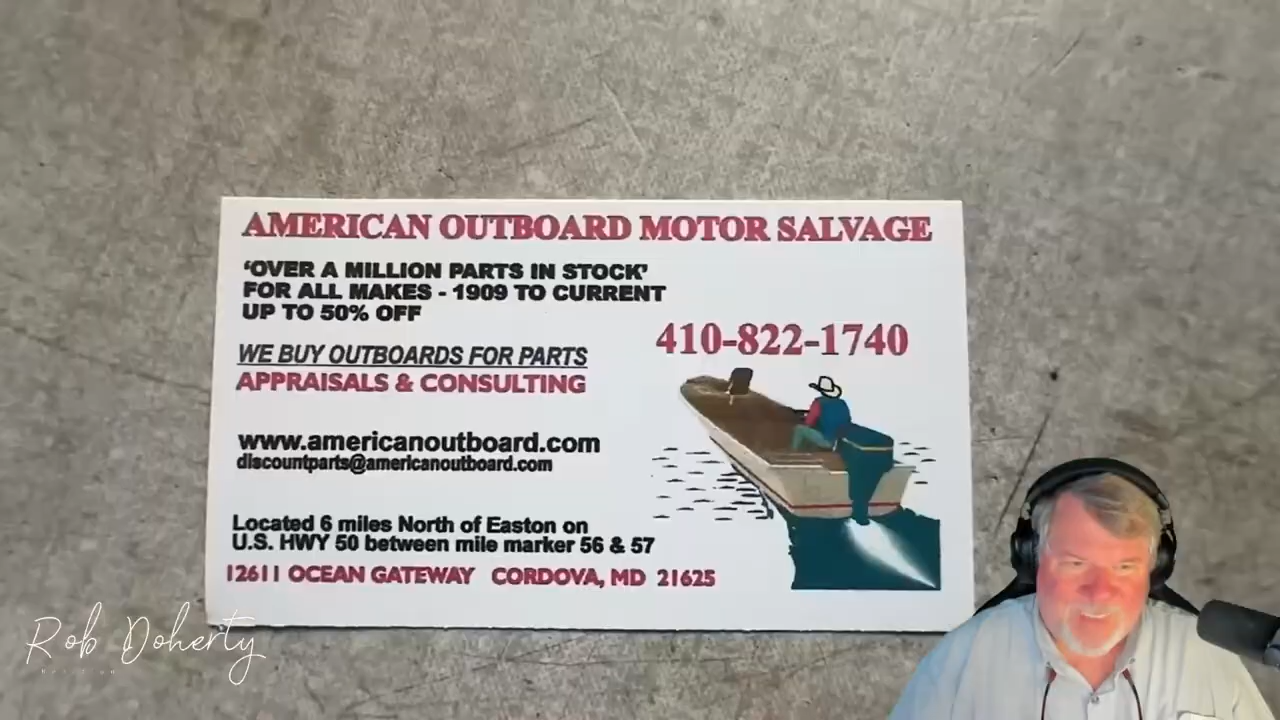 AMERICAN OUTBOARD MOTOR SALVAGE
‘OVER A MILLION PARTS IN STOCK’
FOR ALL MAKES - 1909 TO CURRENT
UP TO 50% OFF
410-822-1740
WE BUY OUTBOARDS FOR PARTS
APPRAISALS & CONSULTING
www.americanoutboard.com
discountparts@americanoutboard.com
Located 6 miles North of Easton on
U.S. HWY 50 between mile marker 56 & 57
12611 OCEAN GATEWAY CORDOVA, MD 21625
Rob Doherty